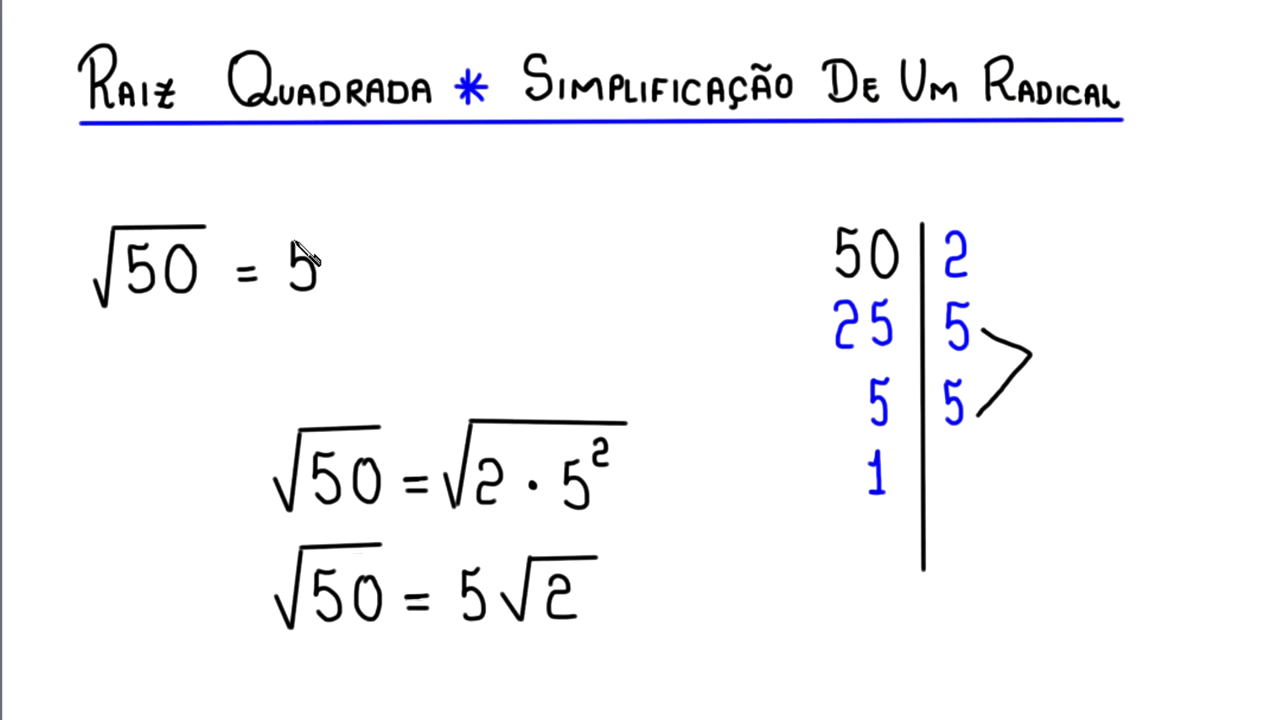 RAIZ QUADRADA * SIMPLIFICAÇÃO DE UM RADICAL
√50 = 5
√50 = √2 · 5²
√50 = 5√2
50 | 2
25 | 5
5 | 5
1 |